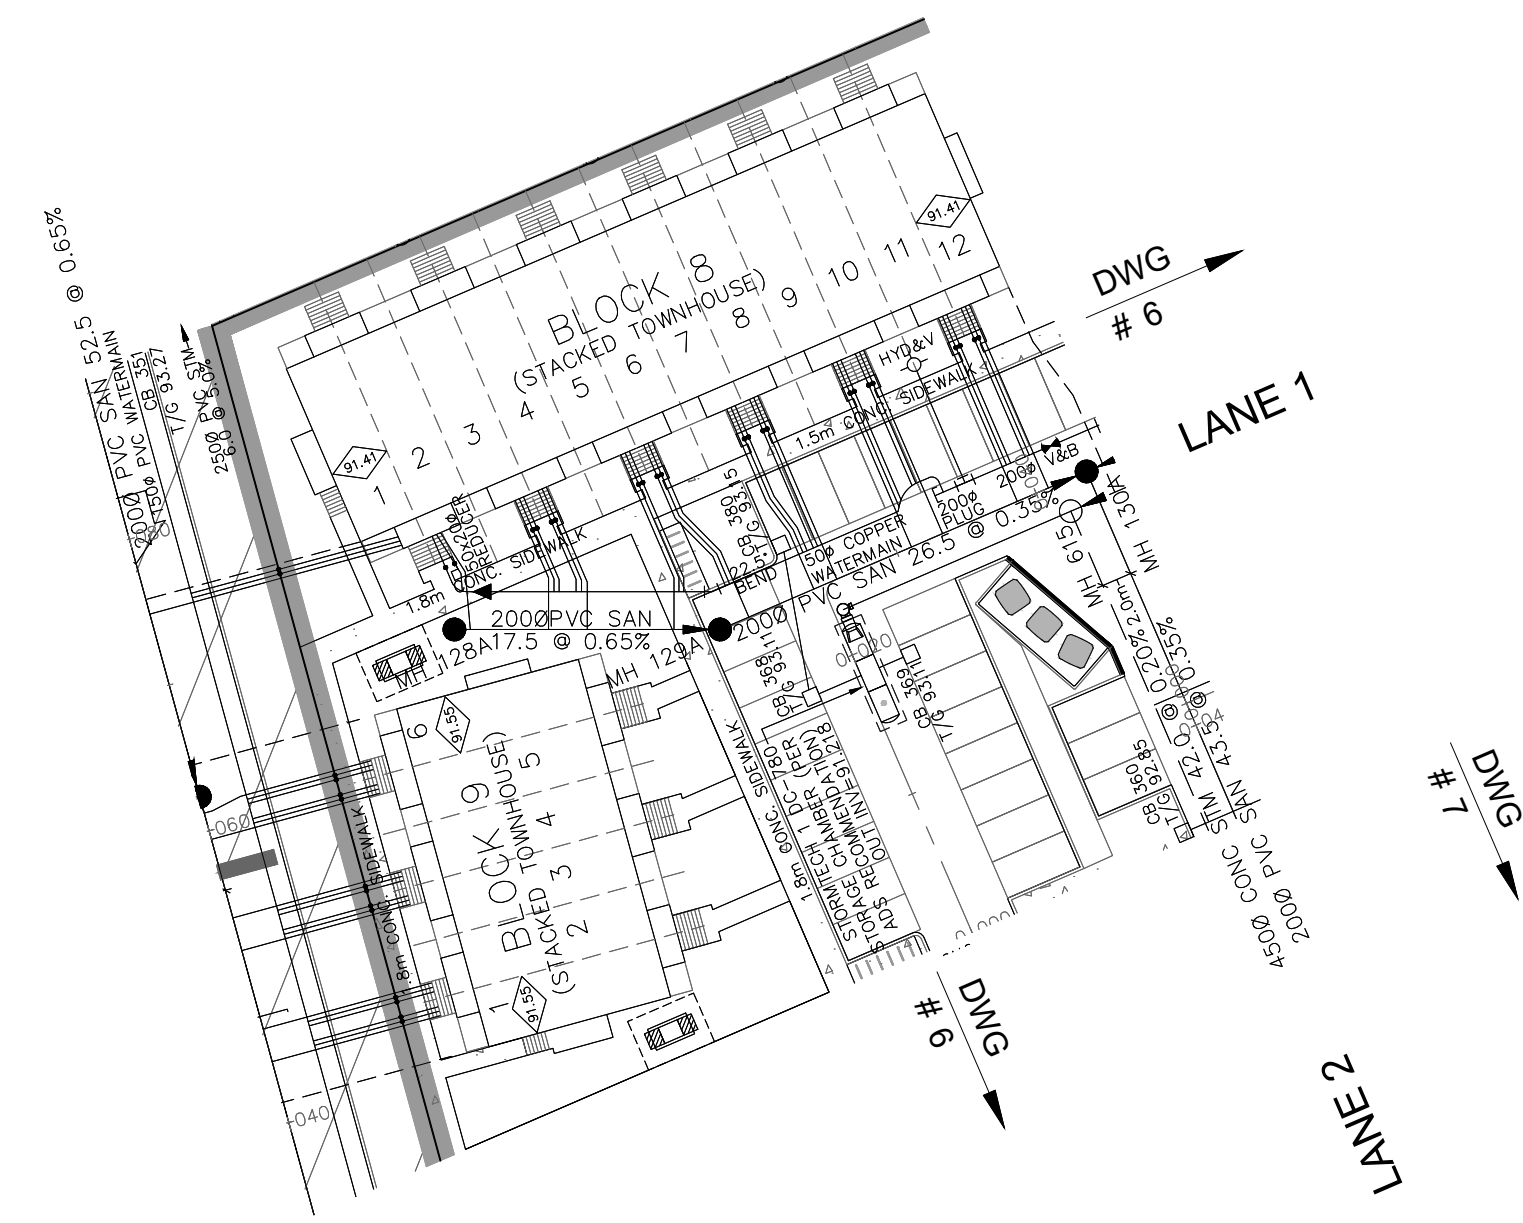 2000 PVC SAN 52.5 @ 0.65%
150ø PVC WATERMAIN
CB 351
T/G 93.27
250Ø PVC STM
6.0 @ 5.0%
BLOCK 8
(STACKED TOWNHOUSE)
1 2 3 4 5 6 7 8 9 10 11 12
91.41
91.41
DWG
# 6
LANE 1
HYD&V
1.5m CONC. SIDEWALK
V&B
200ø
200ø
PLUG
CB 380
T/G 93.15
22.5°
BEND
50ø COPPER
WATERMAIN
REDUCER
1.8m CONC. SIDEWALK
200ØPVC SAN
17.5 @ 0.65%
MH 128A
MH 129A
200Ø PVC SAN 26.5 @ 0.35%
MH 130A
MH 615
0+020
CB 368
T/G 93.11
CB 369
T/G 93.11
2.0m
BLOCK 9
(STACKED TOWNHOUSE)
1 2 3 4 5 6
91.55
91.55
1.8m CONC. SIDEWALK
1.8m CONC. SIDEWALK
STORMTECH 1 DC-780
STORAGE CHAMBER (PER
ADS RECOMMENDATION)
OUT INV=91.218
CB 360
T/G 92.85
450Ø CONC STM 42.0 @ 0.20%
200Ø PVC SAN 43.5 @ 0.35%
-060
-040
DWG
# 7
DWG
# 9
LANE 2